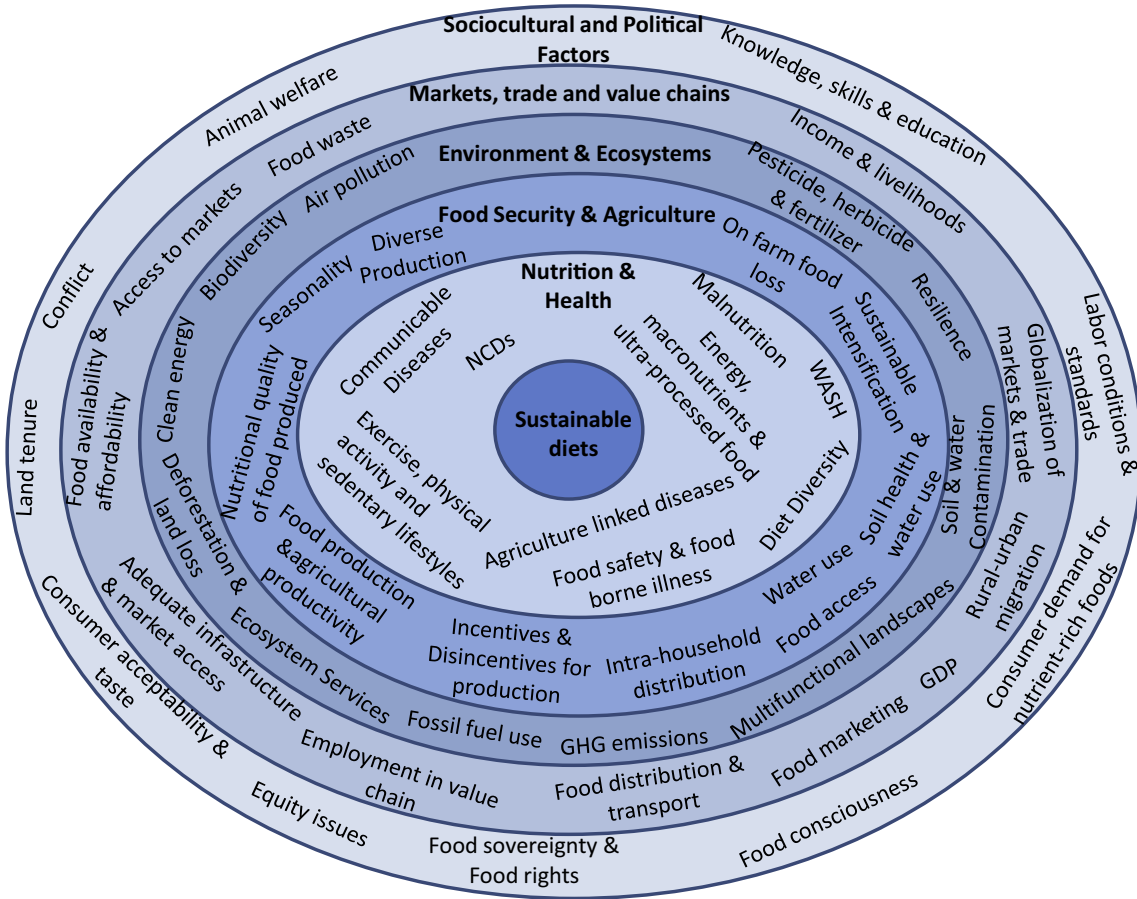 Sociocultural and Political
Factors
Knowledge, skills & education
Labor conditions &
standards
Consumer demand for
nutrient-rich foods
Food consciousness
Food sovereignty &
Food rights
Equity issues
Consumer acceptability &
taste
Land tenure
Conflict
Animal welfare
Markets, trade and value chains
Income & livelihoods
Globalization of
markets & trade
Rural-urban
migration
GDP
Food marketing
Food distribution &
transport
Employment in value
chain
Adequate infrastructure
& market access
Food availability &
affordability
Access to markets
Food waste
Environment & Ecosystems
Pesticide, herbicide
& fertilizer
Resilience
Soil & water
Contamination
Multifunctional landscapes
GHG emissions
Fossil fuel use
Ecosystem Services
Deforestation &
land loss
Clean energy
Biodiversity
Air pollution
Food Security & Agriculture
On farm food
loss
Sustainable
Intensification
Soil health &
water use
Water use
Food access
Intra-household
distribution
Incentives &
Disincentives for
production
Food production
&agricultural
productivity
Nutritional quality
of food produced
Seasonality
Diverse
Production
Nutrition &
Health
Malnutrition
Energy,
macronutrients &
ultra-processed food
WASH
Diet Diversity
Agriculture linked diseases
Food safety & food
borne illness
Exercise, physical
activity and
sedentary lifestyles
Communicable
Diseases
NCDs
Sustainable
diets